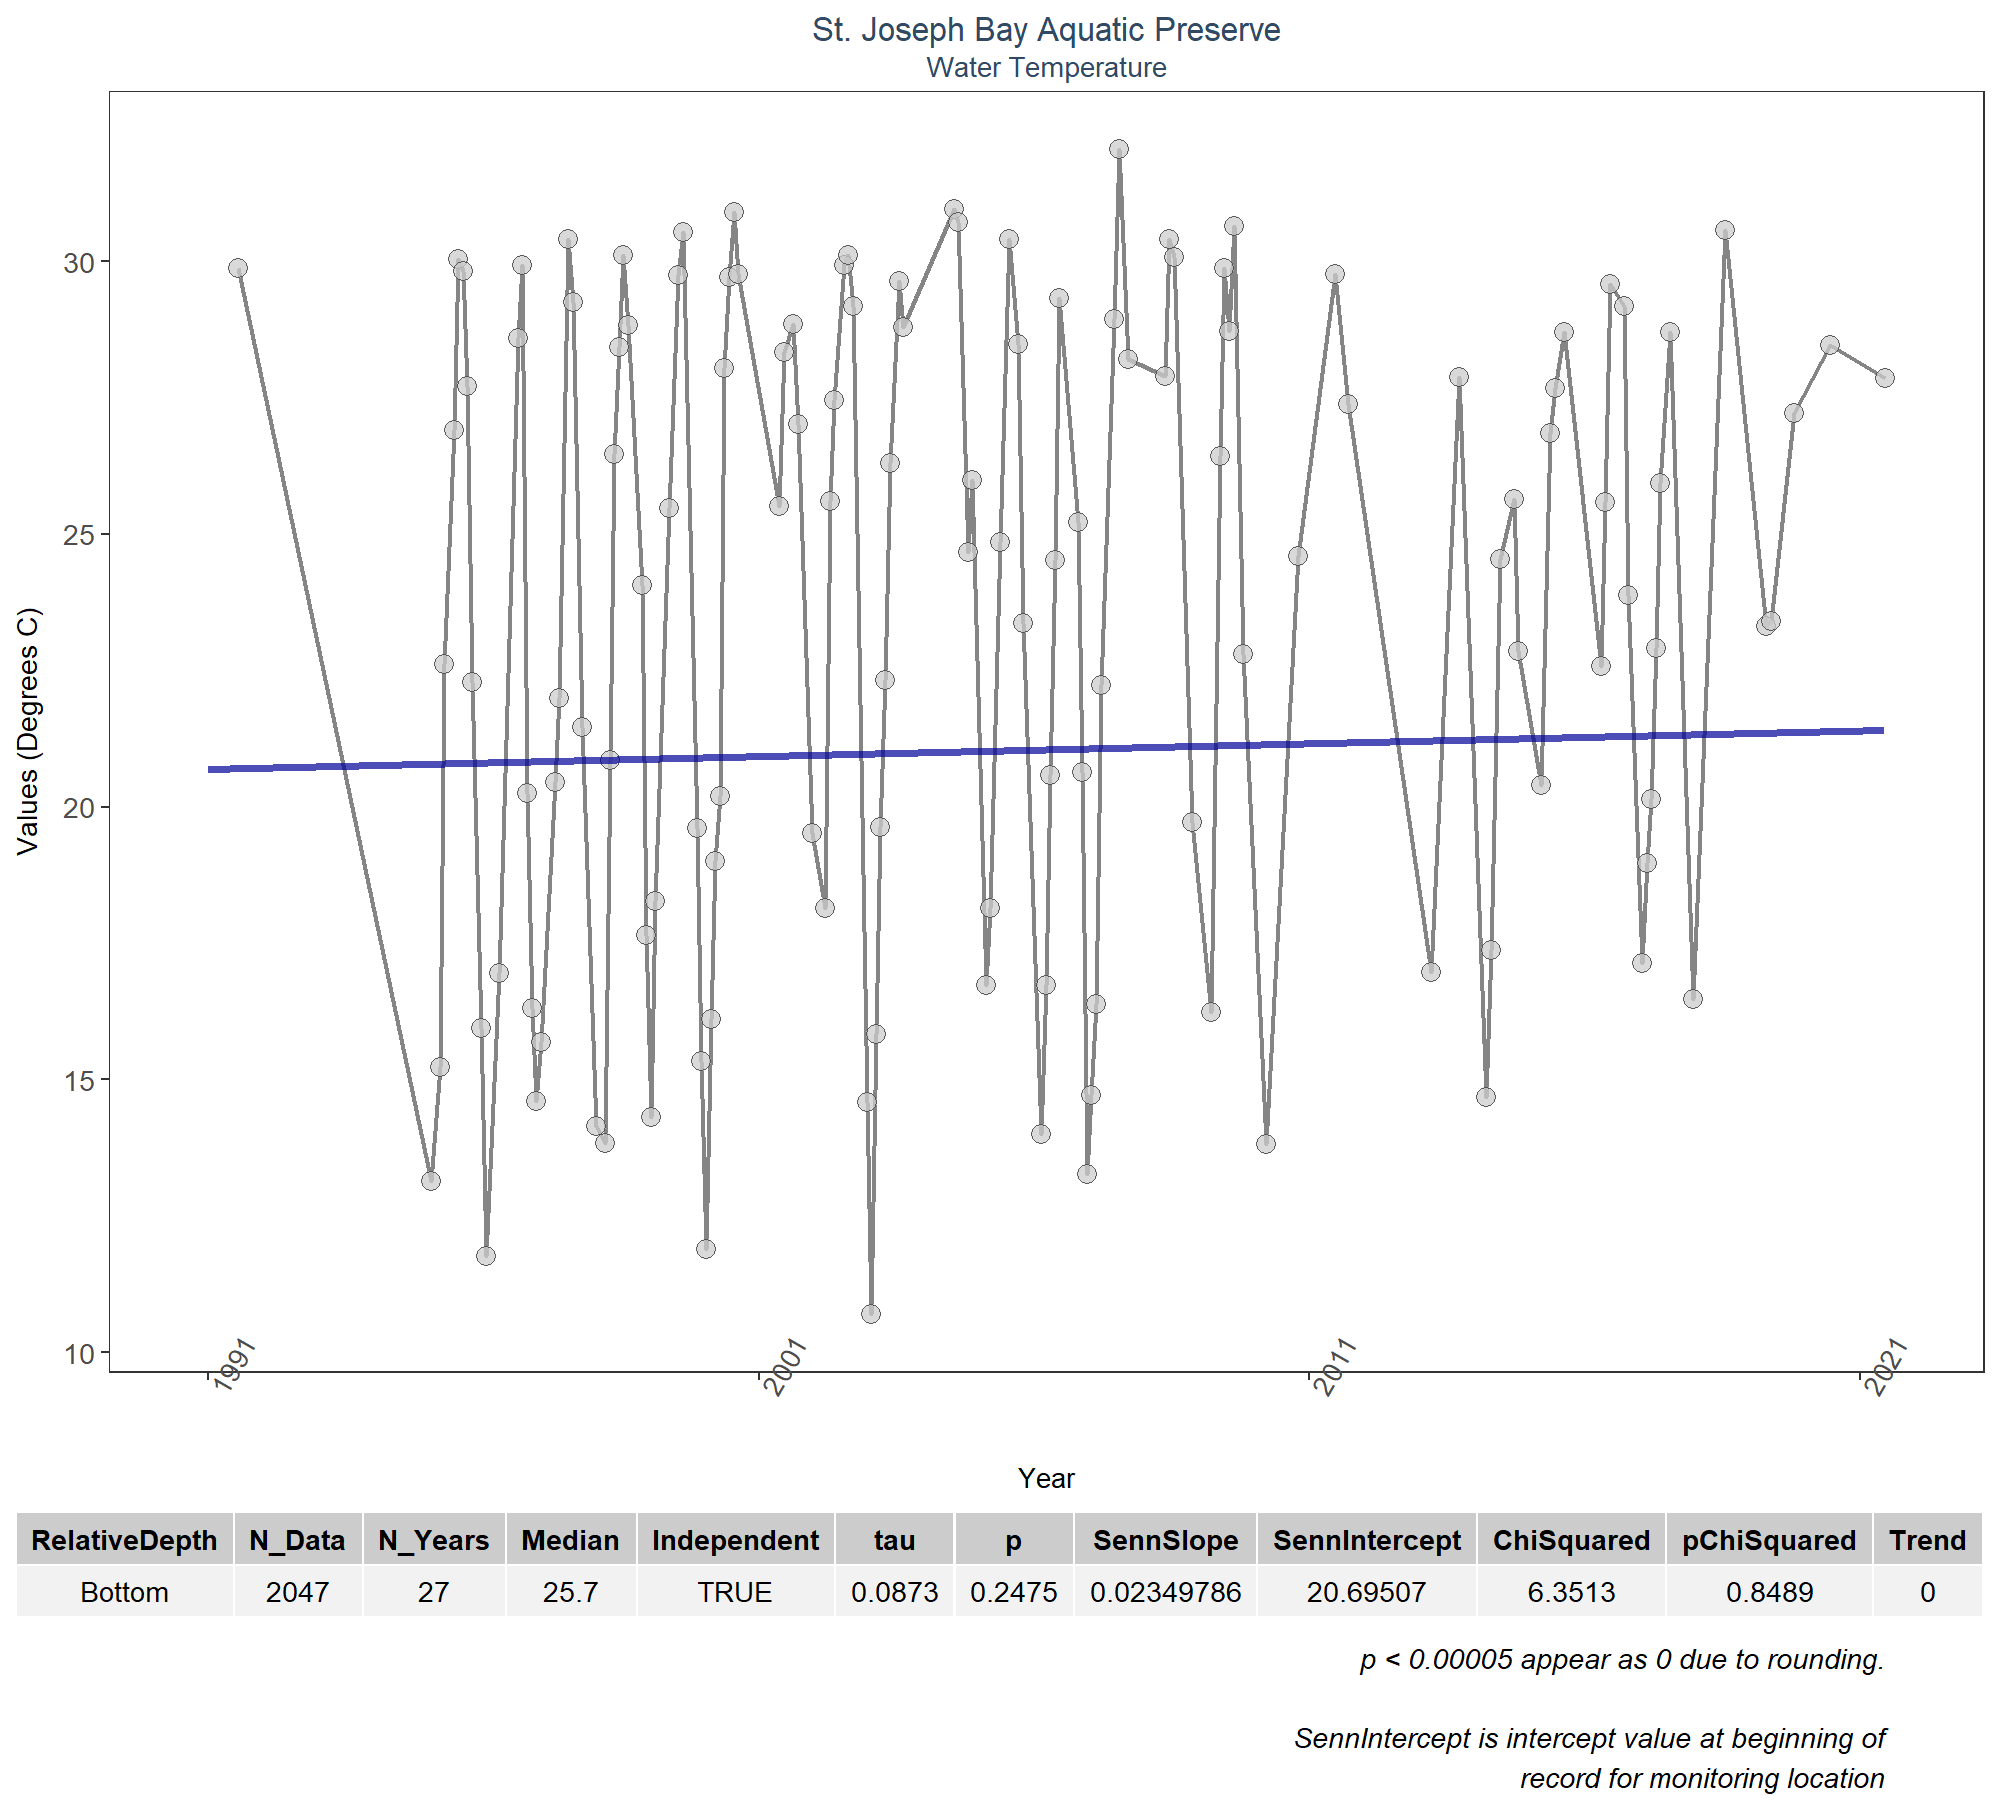 St. Joseph Bay Aquatic Preserve
Water Temperature
Values (Degrees C)
30
25
20
15
10
1991
2001
2011
2021
Year
RelativeDepth N_Data N_Years Median Independent tau p SennSlope SennIntercept ChiSquared pChiSquared Trend
Bottom 2047 27 25.7 TRUE 0.0873 0.2475 0.02349786 20.69507 6.3513 0.8489 0
p < 0.00005 appear as 0 due to rounding.
SennIntercept is intercept value at beginning of
record for monitoring location